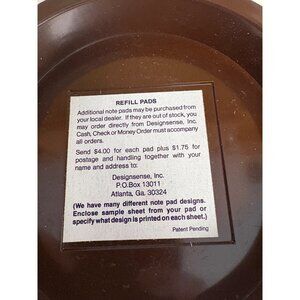 REFILL PADS
Additional note pads may be purchased from
your local dealer. If they are out of stock, you
may order directly from Designsense, Inc.
Cash, Check or Money Order must accompany
all orders.
Send $4.00 for each pad plus $1.75 for
postage and handling together with your
name and address to:
Designsense, Inc.
P.O.Box 13011
Atlanta, Ga. 30324
(We have many different note pad designs.
Enclose sample sheet from your pad or
specify what design is printed on each sheet.)
Patent Pending